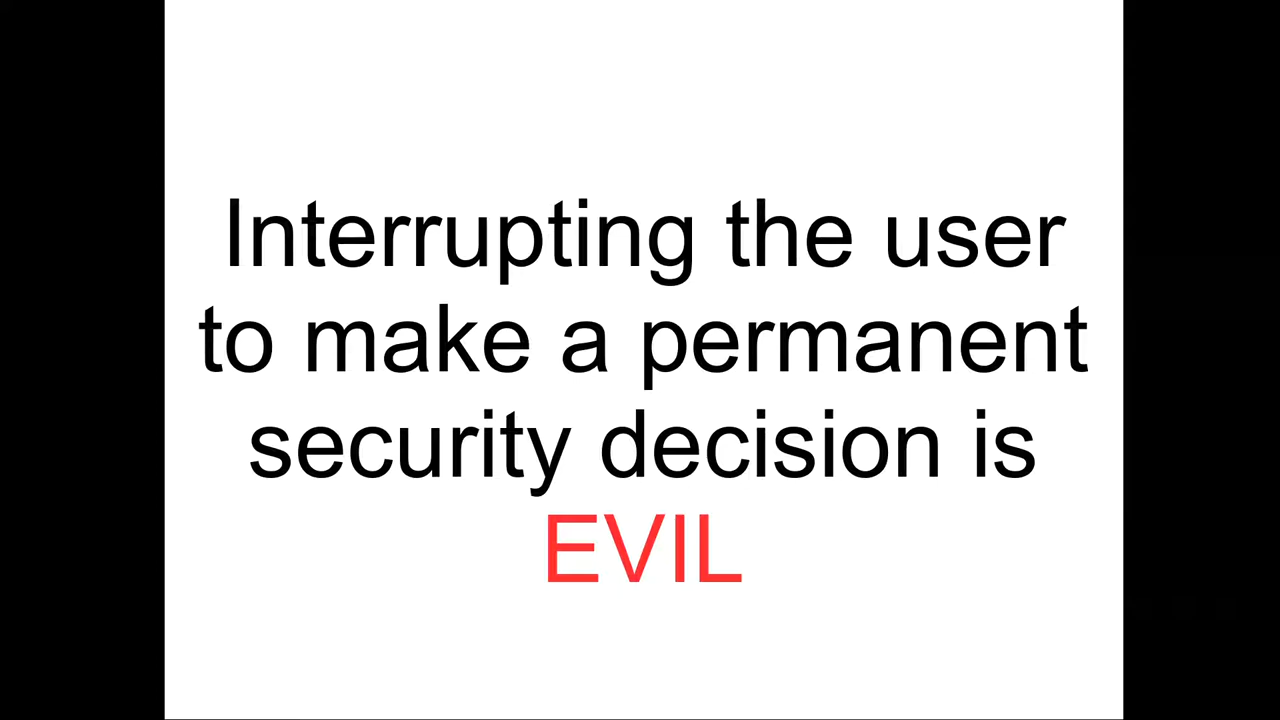 Interrupting the user
to make a permanent
security decision is
EVIL